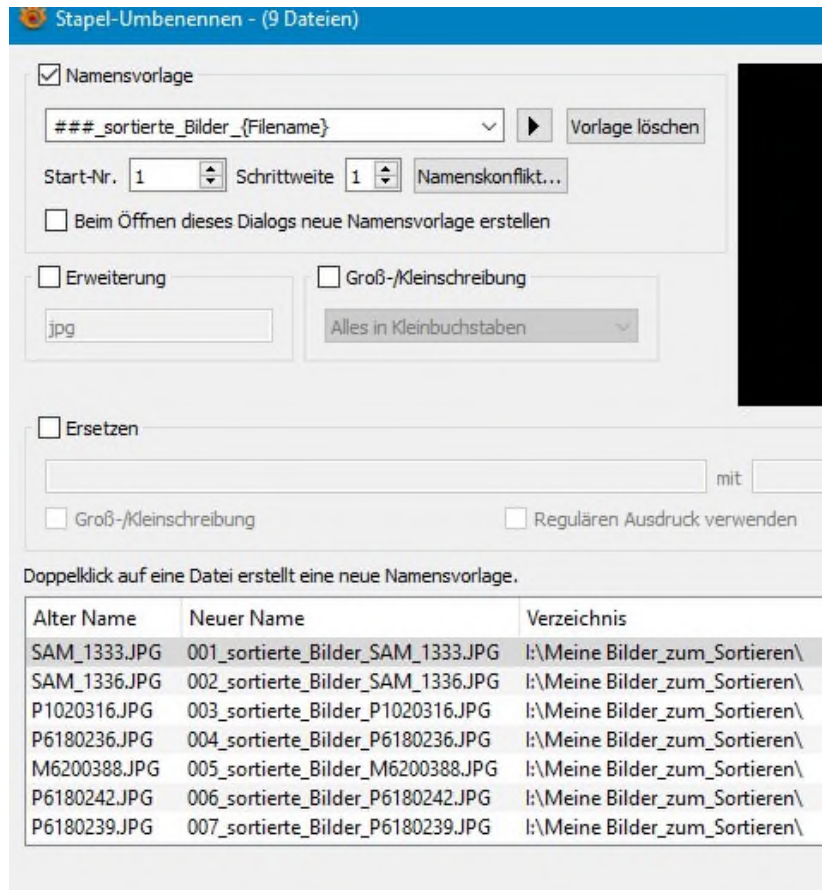 Stapel-Umbenennen - (9 Dateien)
Namensvorlage
###_sortierte_Bilder_{Filename}
Vorlage löschen
Start-Nr. 1 Schrittweite 1 Namenskonflikt...
Beim Öffnen dieses Dialogs neue Namensvorlage erstellen
Erweiterung
jpg
Groß-/Kleinschreibung
Alles in Kleinbuchstaben
Ersetzen
mit
Groß-/Kleinschreibung
Regulären Ausdruck verwenden
Doppelklick auf eine Datei erstellt eine neue Namensvorlage.
Alter Name Neuer Name Verzeichnis
SAM_1333.JPG 001_sortierte_Bilder_SAM_1333.JPG I:\Meine Bilder_zum_Sortieren\
SAM_1336.JPG 002_sortierte_Bilder_SAM_1336.JPG I:\Meine Bilder_zum_Sortieren\
P1020316.JPG 003_sortierte_Bilder_P1020316.JPG I:\Meine Bilder_zum_Sortieren\
P6180236.JPG 004_sortierte_Bilder_P6180236.JPG I:\Meine Bilder_zum_Sortieren\
M6200388.JPG 005_sortierte_Bilder_M6200388.JPG I:\Meine Bilder_zum_Sortieren\
P6180242.JPG 006_sortierte_Bilder_P6180242.JPG I:\Meine Bilder_zum_Sortieren\
P6180239.JPG 007_sortierte_Bilder_P6180239.JPG I:\Meine Bilder_zum_Sortieren\